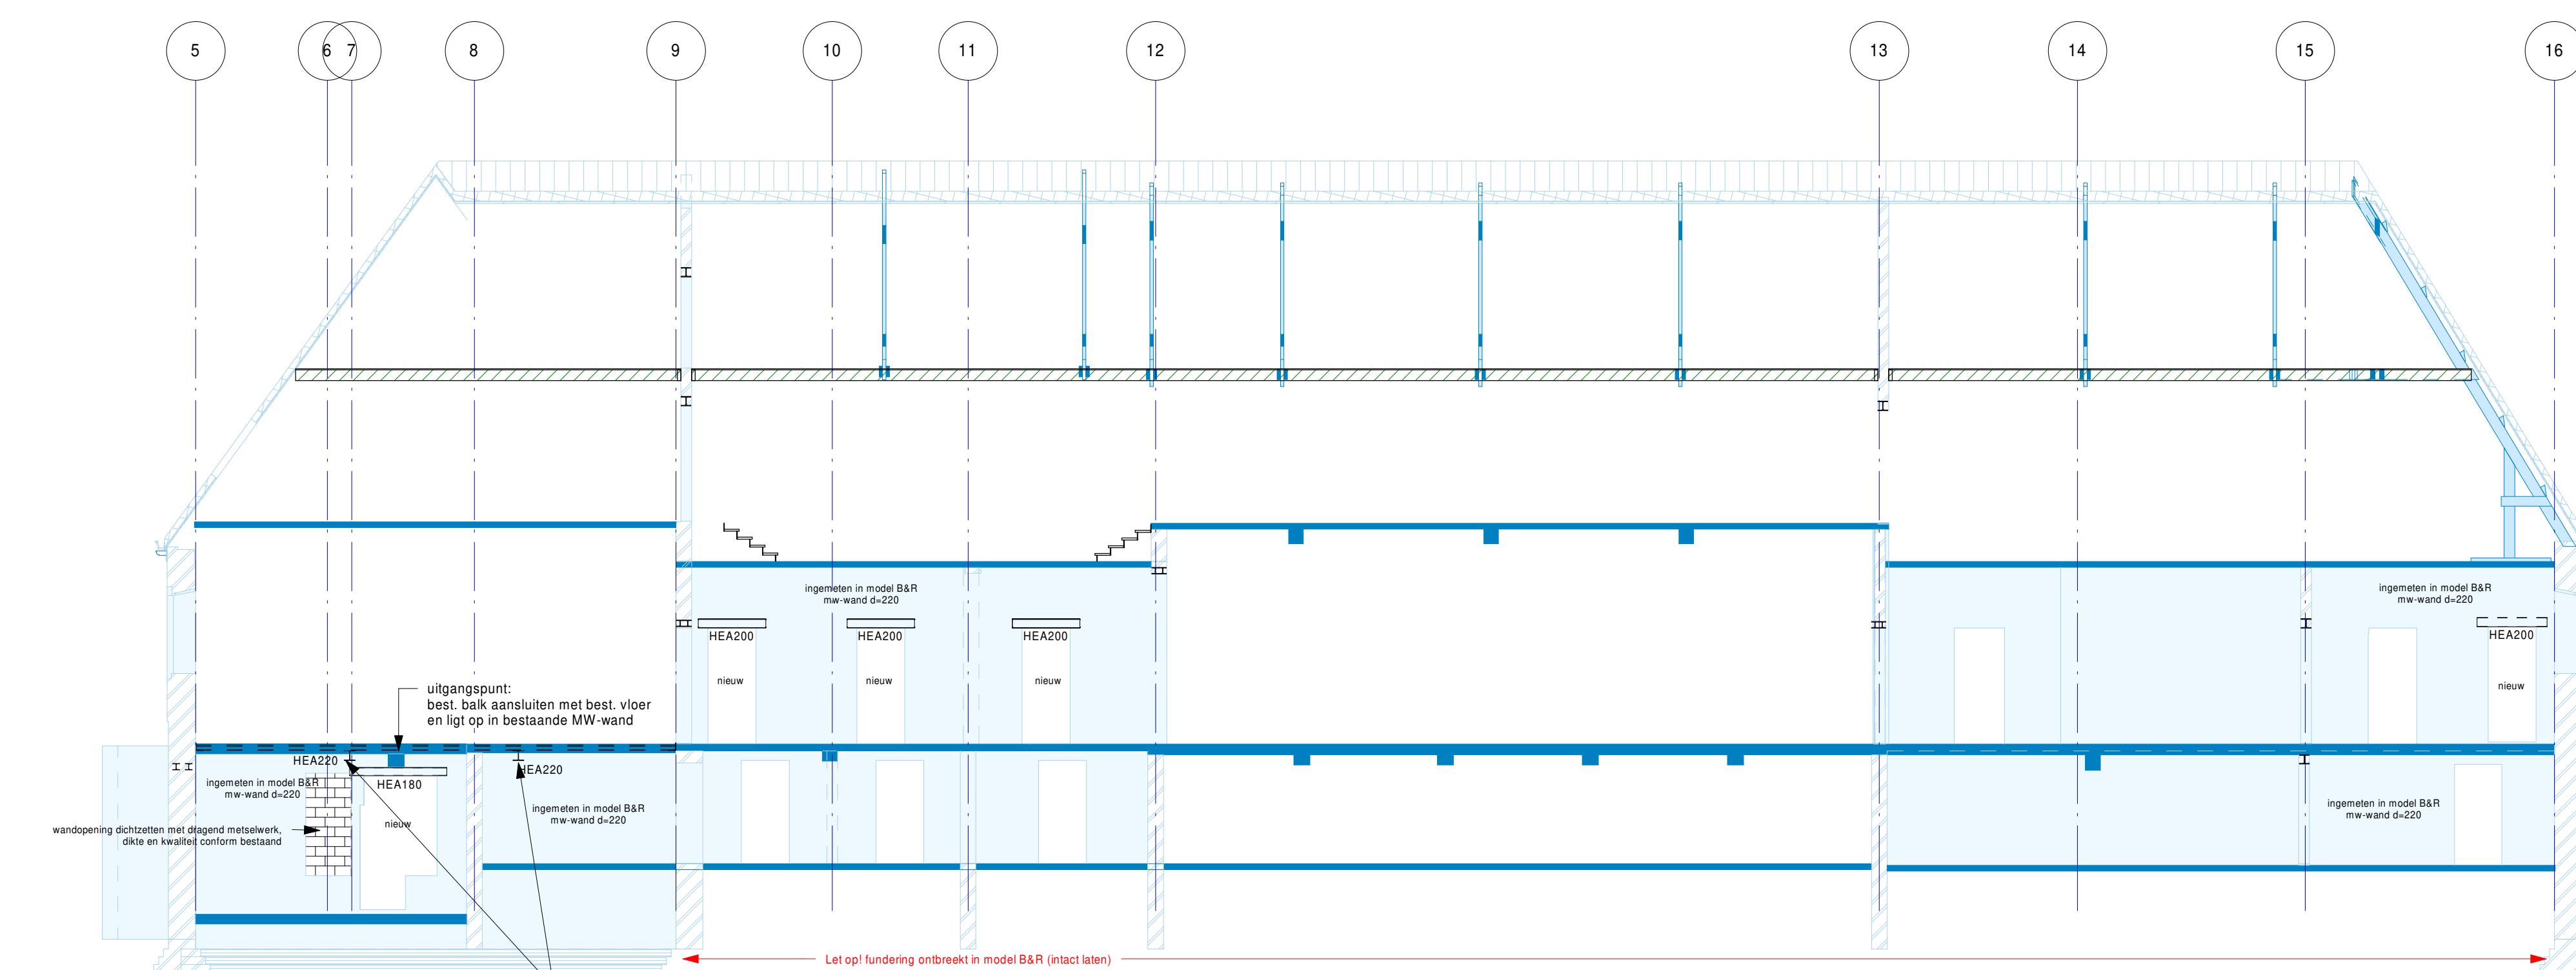 5
6
7
8
9
10
11
12
13
14
15
16
ingemeten in model B&R
mw-wand d=220
ingemeten in model B&R
mw-wand d=220
HEA200
HEA200
HEA200
HEA200
nieuw
nieuw
nieuw
nieuw
uitgangspunt:
best. balk aansluiten met best. vloer
en ligt op in bestaande MW-wand
HEA220
HEA220
HEA180
ingemeten in model B&R
mw-wand d=220
nieuw
ingemeten in model B&R
mw-wand d=220
ingemeten in model B&R
mw-wand d=220
wandopening dichtzetten met dragend metselwerk,
dikte en kwaliteit conform bestaand
Let op! fundering ontbreekt in model B&R (intact laten)